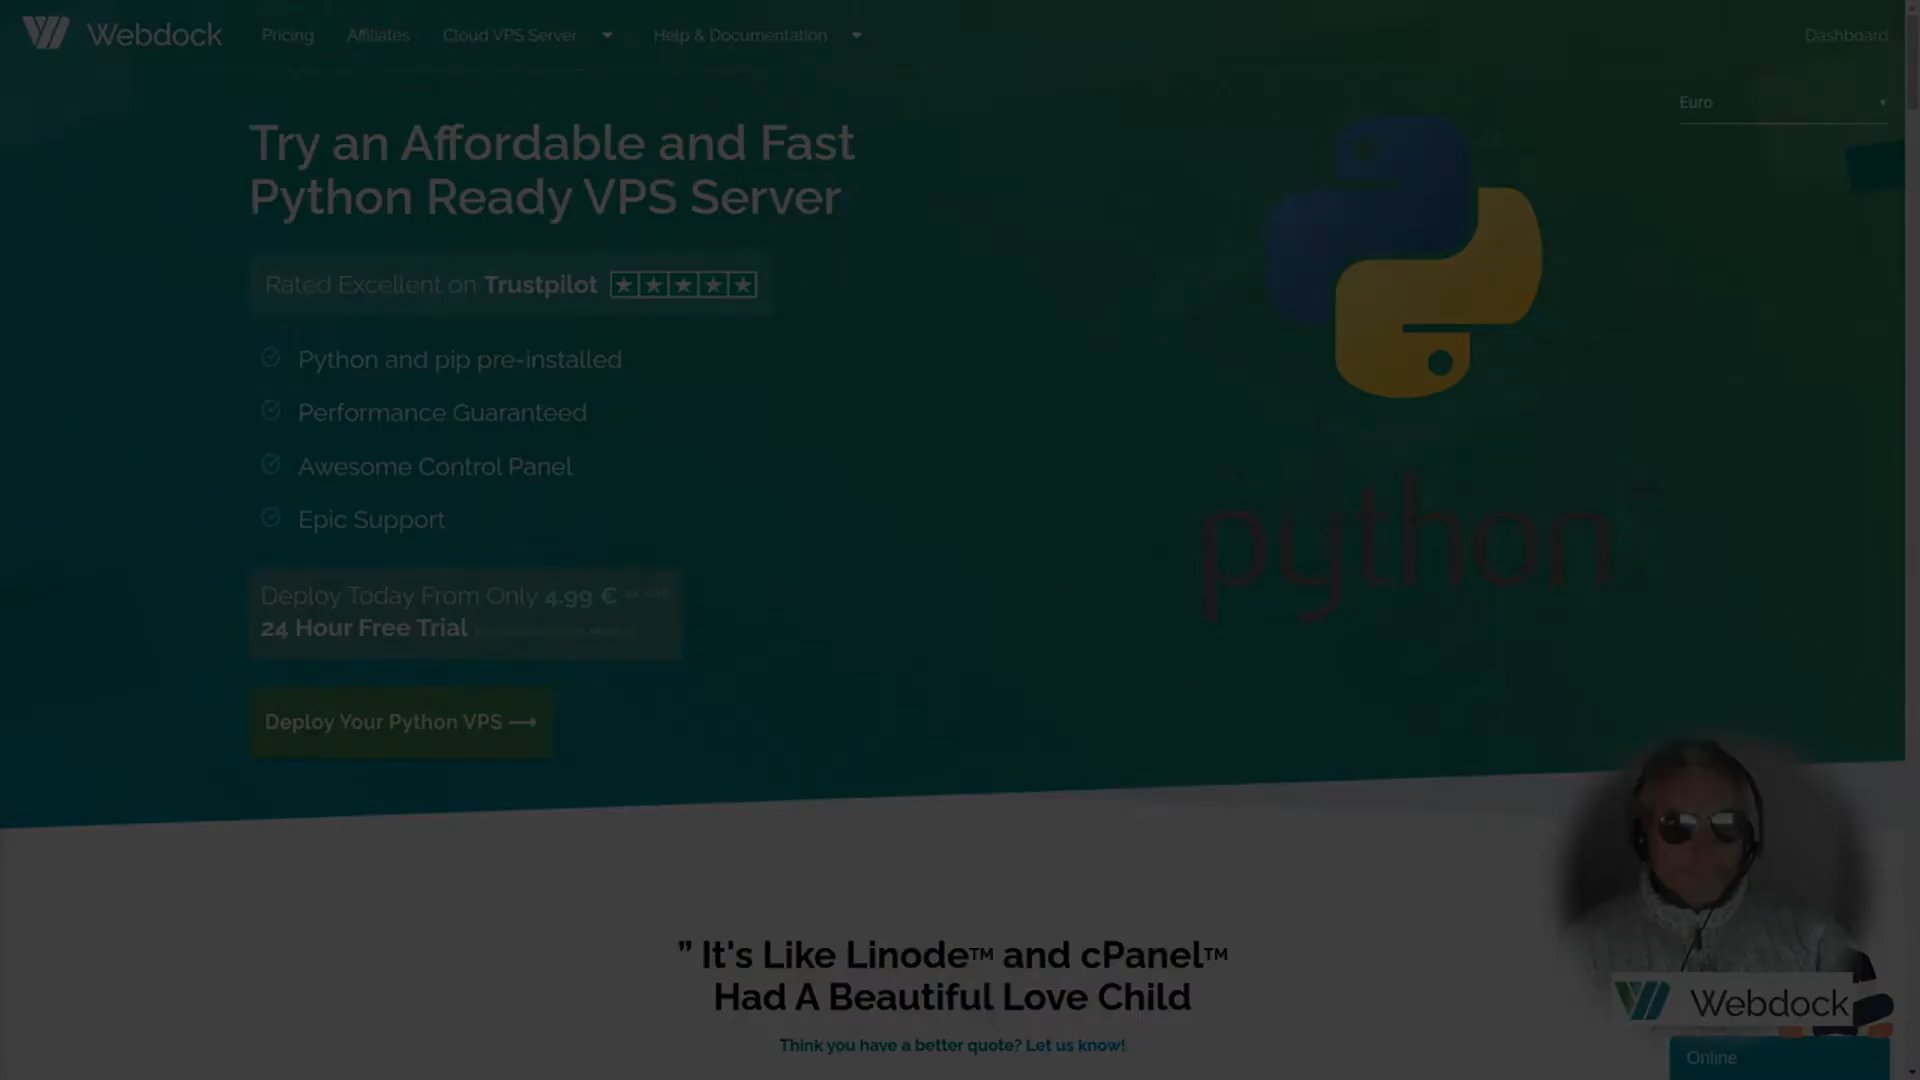 Webdock
Pricing
Affiliates
Cloud VPS Server
Help & Documentation
Dashboard
Euro
Try an Affordable and Fast
Python Ready VPS Server
Rated Excellent on Trustpilot
Python and pip pre-installed
Performance Guaranteed
Awesome Control Panel
Epic Support
Deploy Today From Only 4.99 €
24 Hour Free Trial
Deploy Your Python VPS ⟶
python
" It's Like Linode™ and cPanel™
Had A Beautiful Love Child
Think you have a better quote? Let us know!
Webdock
Online